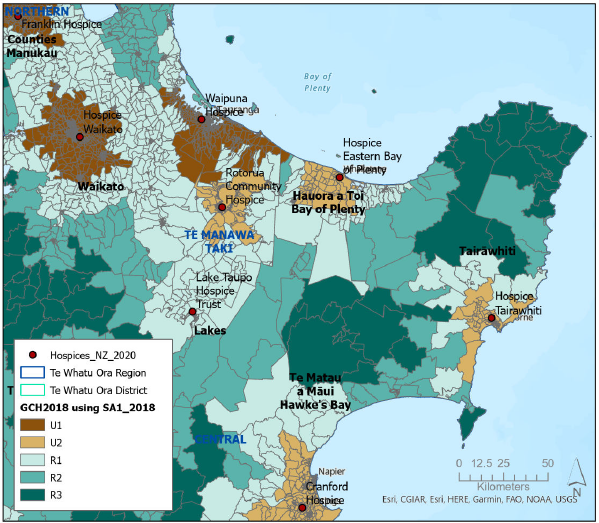 NORTHERN
Franklin Hospice
Counties
Manukau
Bay of
Plenty
Hospice
Waikato
Waipuna
Tauranga
Hospice
Hospice
Eastern Bay
of Plenty
Rotorua
Community
Hospice
Waikato
Hauora a Toi
Bay of Plenty
TE MANAWA
TAKI
Tairāwhiti
Lake Taupo
Hospice
Trust
Lakes
Hospice
Tairawhiti
Te Matau
a Māui
Hawke's Bay
CENTRAL
Napier
Cranford
Hospice
Hospices_NZ_2020
Te Whatu Ora Region
Te Whatu Ora District
GCH2018 using SA1_2018
U1
U2
R1
R2
R3
0 12.5 25 50
Kilometers
N
Esri, CGIAR, Esri, HERE, Garmin, FAO, NOAA, USGS